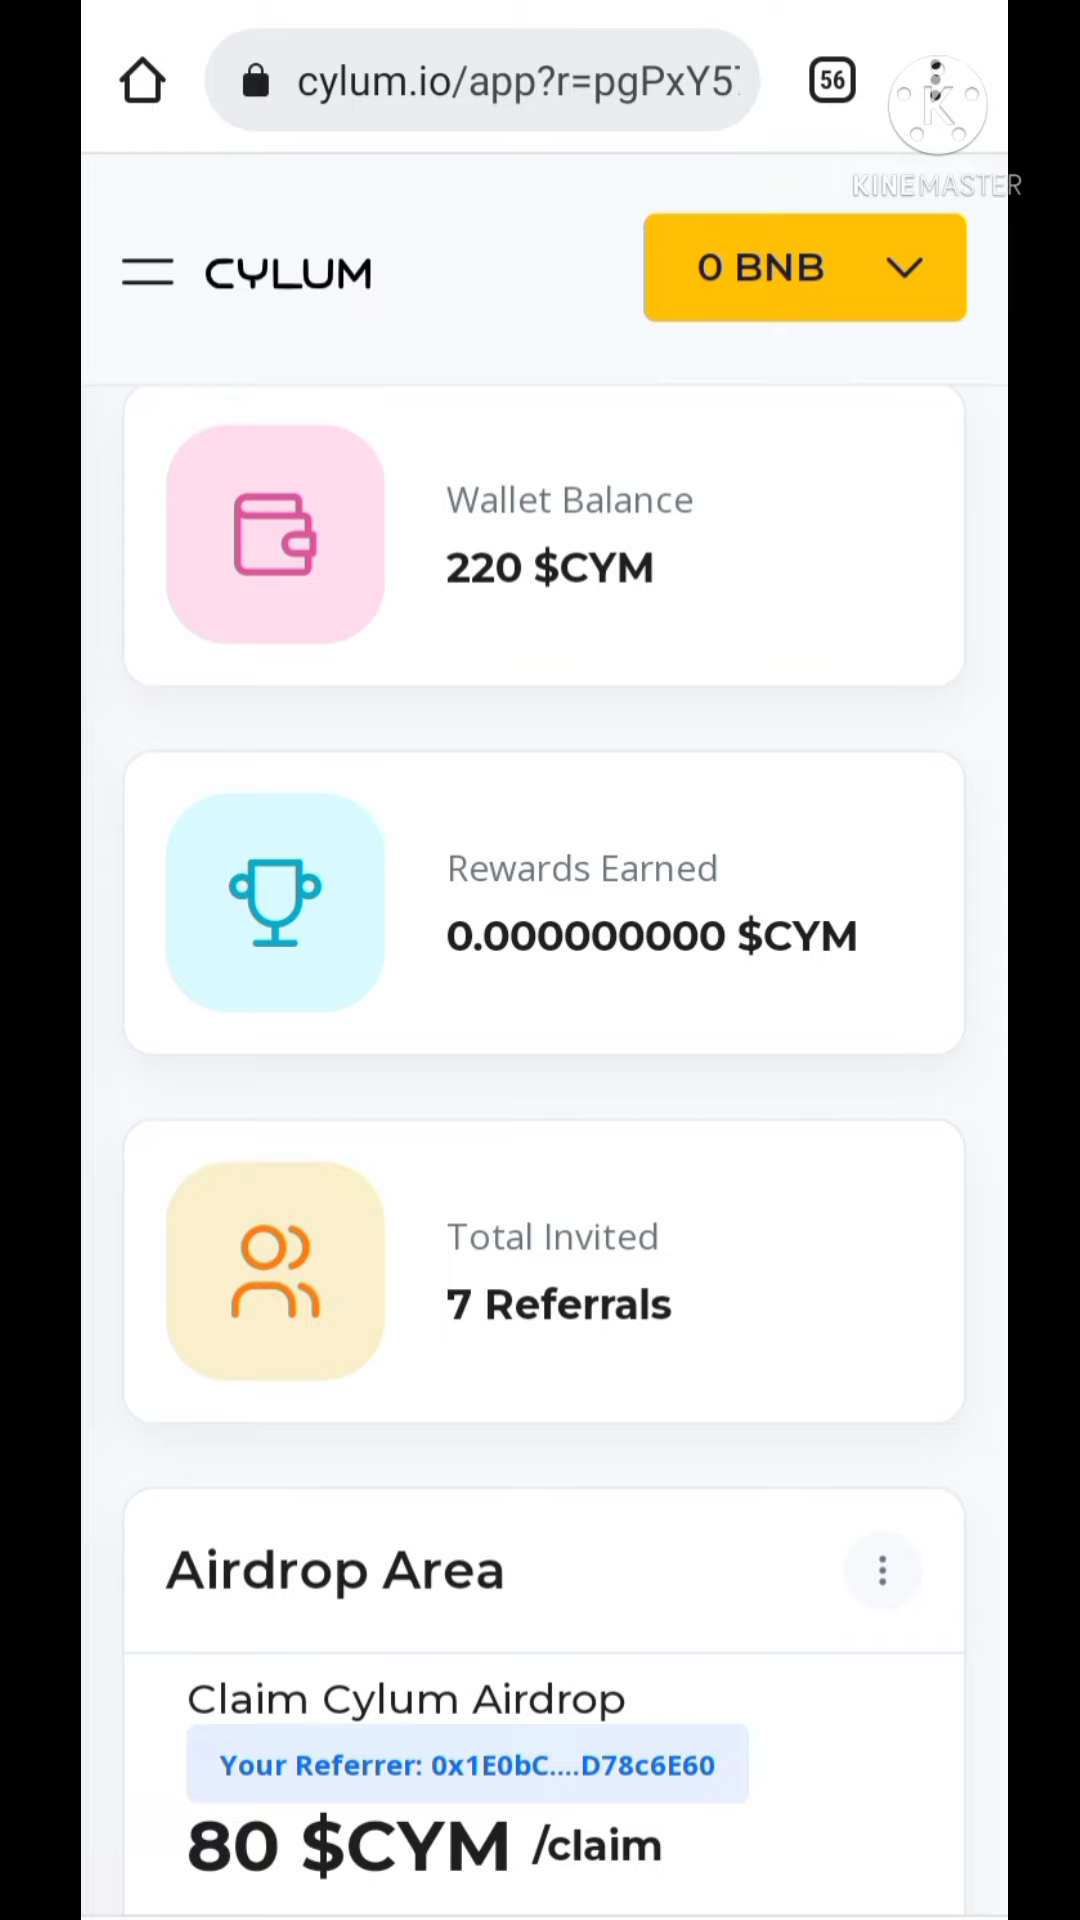 cylum.io/app?r=pgPxY5
56
K
KINEMASTER
CYLUM
0 BNB
Wallet Balance
220 $CYM
Rewards Earned
0.000000000 $CYM
Total Invited
7 Referrals
Airdrop Area
Claim Cylum Airdrop
Your Referrer: 0x1E0bC....D78c6E60
80 $CYM /claim